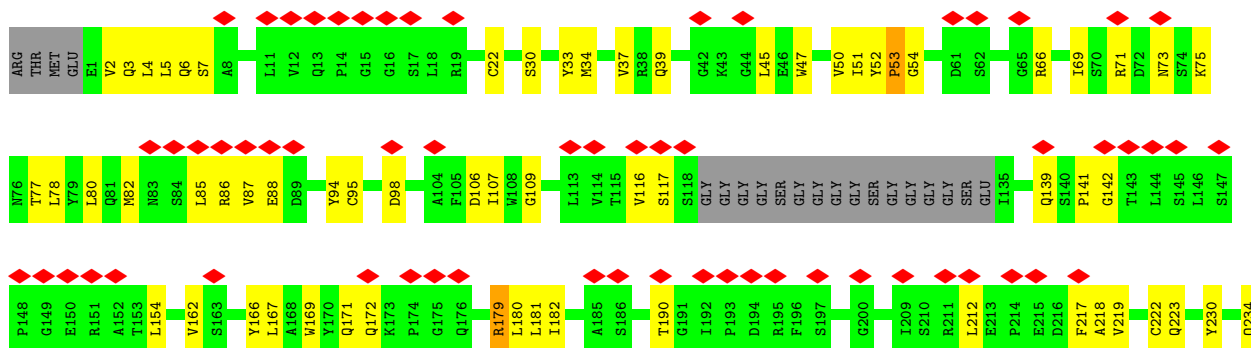 ARG THR MET GLU E1 V2 Q3 L4 L5 Q6 S7 A8 L11 V12 Q13 P14 G15 G16 S17 L18 R19 C22 S30 Y33 M34 V37 R38 Q39 G42 K43 G44 L45 E46 W47 V50 I51 Y52 P53 G54 D61 S62 G65 R66 I69 S70 R71 D72 N73 S74 K75
N76 T77 L78 Y79 L80 Q81 M82 N83 S84 L85 R86 V87 E88 D89 Y94 C95 D98 A104 F105 D106 I107 W108 G109 L113 V114 T115 V116 S117 S118 GLY GLY GLY GLY SER GLY GLY GLY GLY SER GLY GLY GLY GLY SER GLU I135 Q139 S140 P141 G142 T143 L144 S145 L146 S147
P148 G149 E150 R151 A152 T153 L154 V162 S163 Y166 L167 A168 W169 Y170 Q171 Q172 K173 P174 G175 Q176 R179 L180 L181 I182 A185 S186 T190 G191 I192 P193 D194 R195 F196 S197 G200 I209 S210 R211 L212 E213 P214 E215 D216 F217 A218 V219 C222 Q223 Y230 Q234